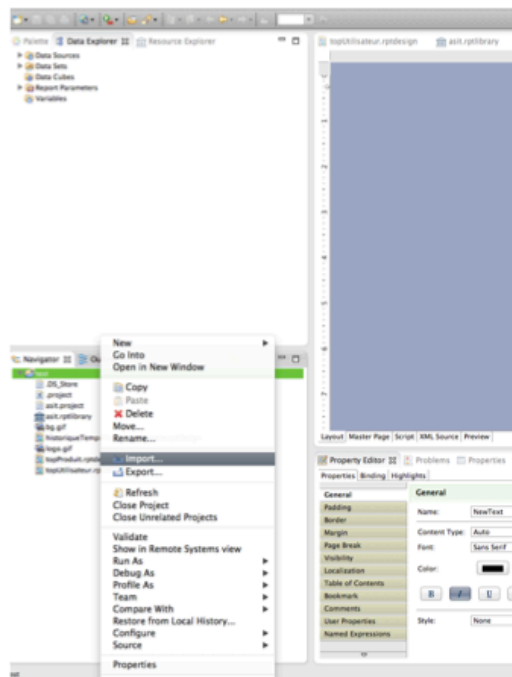 Palette Data Explorer Resource Explorer
Data Sources
Data Sets
Data Cubes
Report Parameters
Variables
topUtilisateur.rptdesign asit.rptlibrary
Navigator
test
.DS_Store
.project
asit.project
asit.rptlibrary
bg.gif
logo.gif
New
Go Into
Open in New Window
Copy
Paste
Delete
Move...
Rename...
Import...
Export...
Refresh
Close Project
Close Unrelated Projects
Validate
Show in Remote Systems view
Run As
Debug As
Profile As
Team
Compare With
Restore from Local History...
Configure
Source
Properties
Layout Master Page Script XML Source Preview
Property Editor Problems Properties
Properties Binding Highlights
General
Padding
Border
Margin
Page Break
Visibility
Localization
Table of Contents
Bookmark
Comments
User Properties
Named Expressions
General
Name: NewText
Content Type: Auto
Font: Sans Serif
Color:
B I U
Style: None